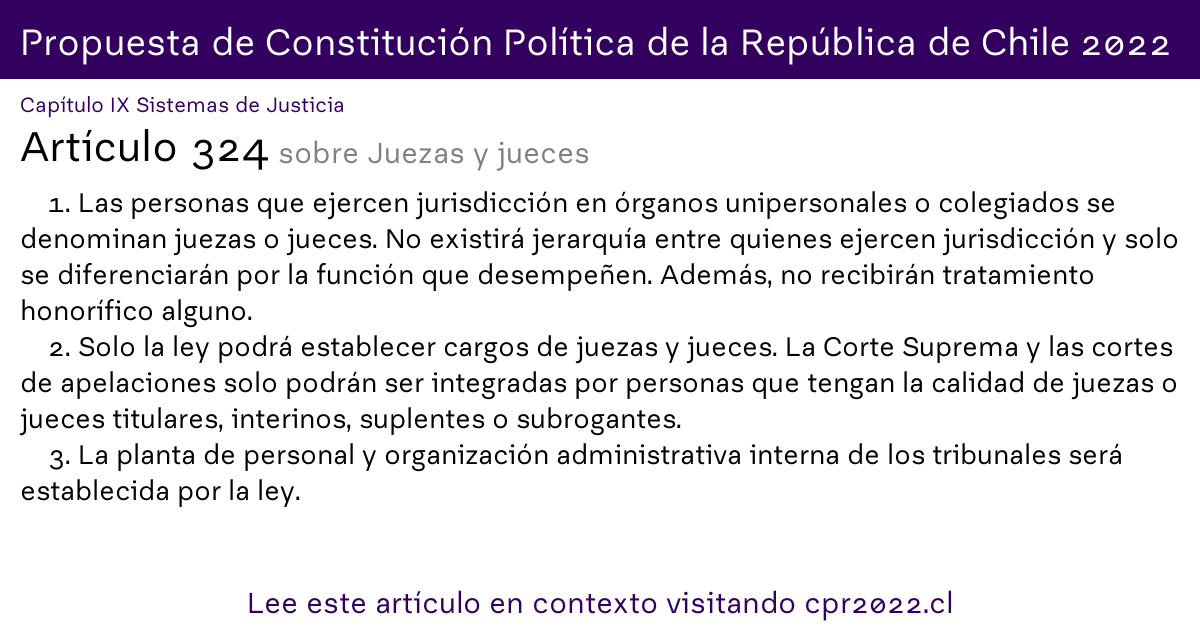 Propuesta de Constitución Política de la República de Chile 2022
Capítulo IX Sistemas de Justicia
Artículo 324 sobre Juezas y jueces
1. Las personas que ejercen jurisdicción en órganos unipersonales o colegiados se
denominan juezas o jueces. No existirá jerarquía entre quienes ejercen jurisdicción y solo
se diferenciarán por la función que desempeñen. Además, no recibirán tratamiento
honorífico alguno.
2. Solo la ley podrá establecer cargos de juezas y jueces. La Corte Suprema y las cortes
de apelaciones solo podrán ser integradas por personas que tengan la calidad de juezas o
jueces titulares, interinos, suplentes o subrogantes.
3. La planta de personal y organización administrativa interna de los tribunales será
establecida por la ley.
Lee este artículo en contexto visitando cpr2022.cl